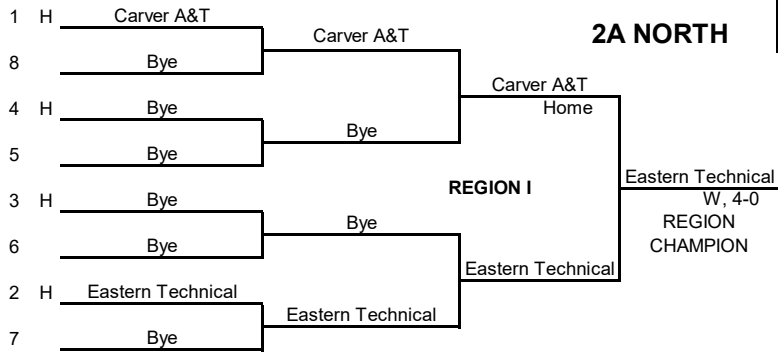 1 H Carver A&T
Carver A&T
2A NORTH
8 Bye
Carver A&T
4 H Bye
Home
Bye
5 Bye
REGION I
Eastern Technical
3 H Bye
W, 4-0
Bye
REGION
6 Bye
CHAMPION
Eastern Technical
2 H Eastern Technical
Eastern Technical
7 Bye